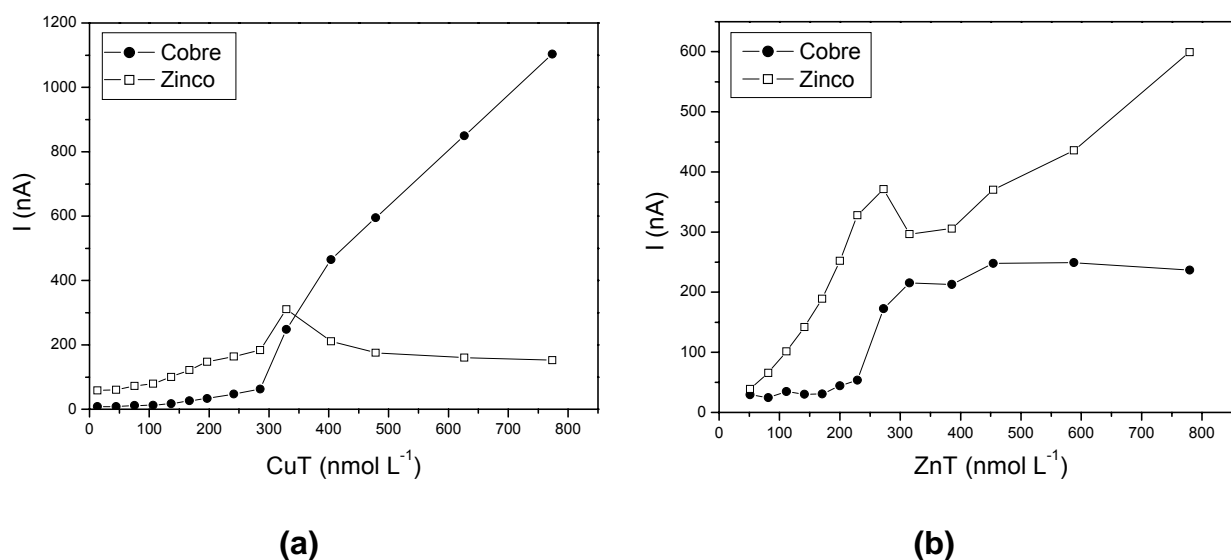 1200
1000
800
600
400
200
0
I (nA)
Cobre
Zinco
0 100 200 300 400 500 600 700 800
CuT (nmol L⁻¹)
(a)
600
500
400
300
200
100
0
I (nA)
Cobre
Zinco
0 100 200 300 400 500 600 700 800
ZnT (nmol L⁻¹)
(b)